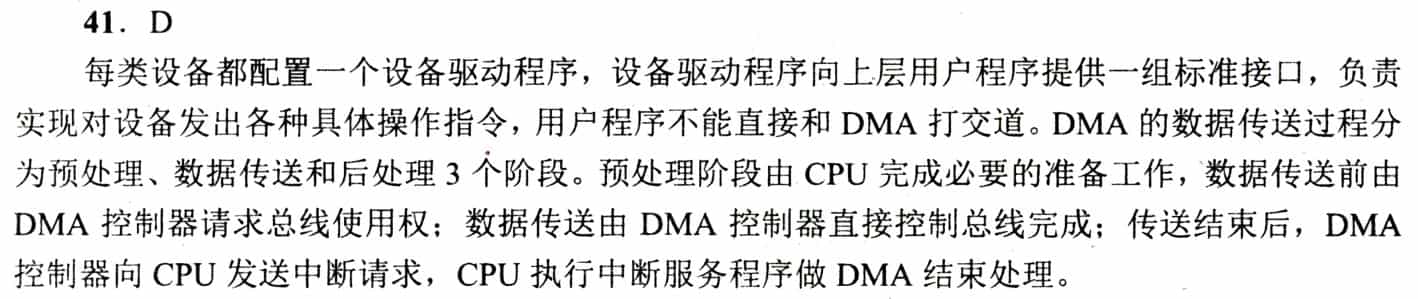 41．D
每类设备都配置一个设备驱动程序，设备驱动程序向上层用户程序提供一组标准接口，负责
实现对设备发出各种具体操作指令，用户程序不能直接和 DMA 打交道。DMA 的数据传送过程分
为预处理、数据传送和后处理 3 个阶段。预处理阶段由 CPU 完成必要的准备工作，数据传送前由
DMA 控制器请求总线使用权；数据传送由 DMA 控制器直接控制总线完成；传送结束后，DMA
控制器向 CPU 发送中断请求，CPU 执行中断服务程序做 DMA 结束处理。